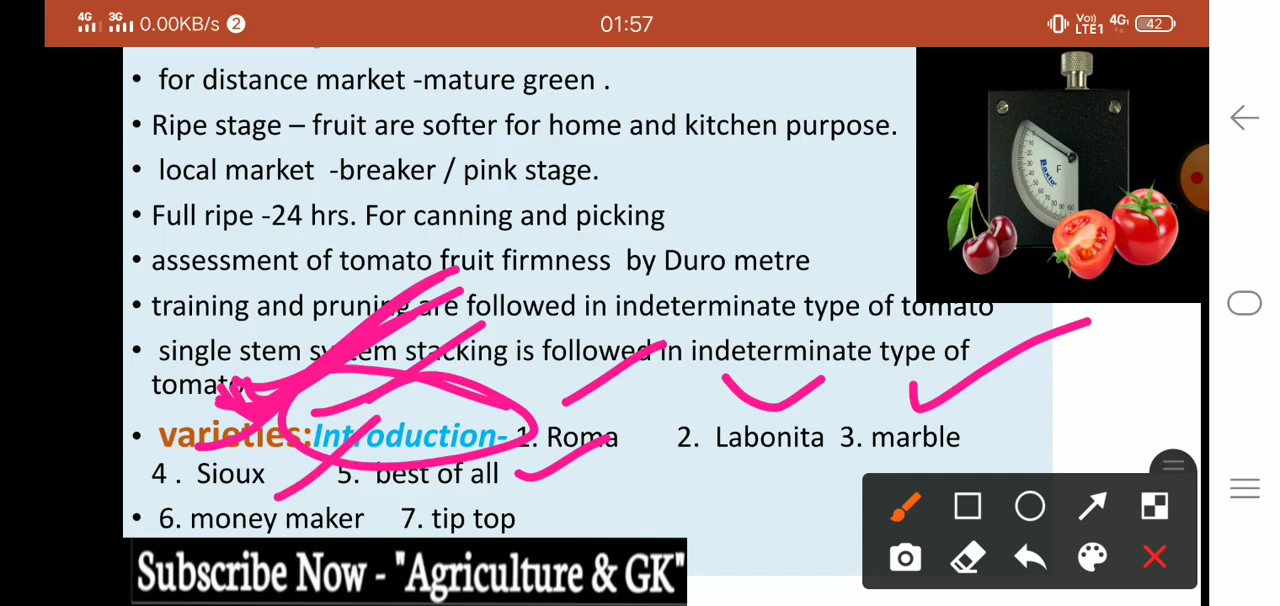 4G 3G 0.00KB/s 2 01:57 Vo) LTE1 4G 42
• for distance market -mature green .
• Ripe stage – fruit are softer for home and kitchen purpose.
• local market -breaker / pink stage.
• Full ripe -24 hrs. For canning and picking
• assessment of tomato fruit firmness by Duro metre
• training and pruning are followed in indeterminate type of tomato
• single stem system stacking is followed in indeterminate type of
tomato
• varieties:Introduction- 1. Roma 2. Labonita 3. marble
4 . Sioux 5. best of all
• 6. money maker 7. tip top
Subscribe Now - "Agriculture & GK"
Baxlo
F